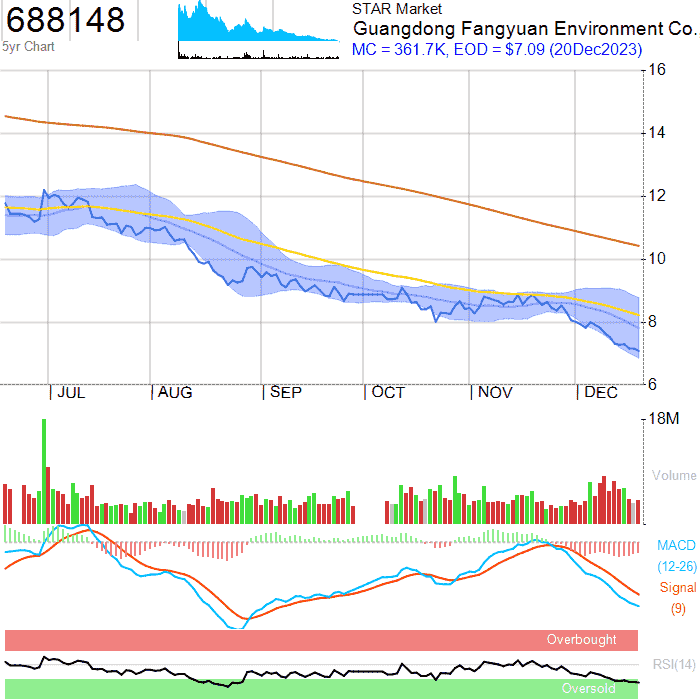 688148
5yr Chart
STAR Market
Guangdong Fangyuan Environment Co.
MC = 361.7K, EOD = $7.09 (20Dec2023)
16
14
12
10
8
6
JUL AUG SEP OCT NOV DEC
18M
Volume
MACD
(12-26)
Signal
(9)
Overbought
RSI(14)
Oversold